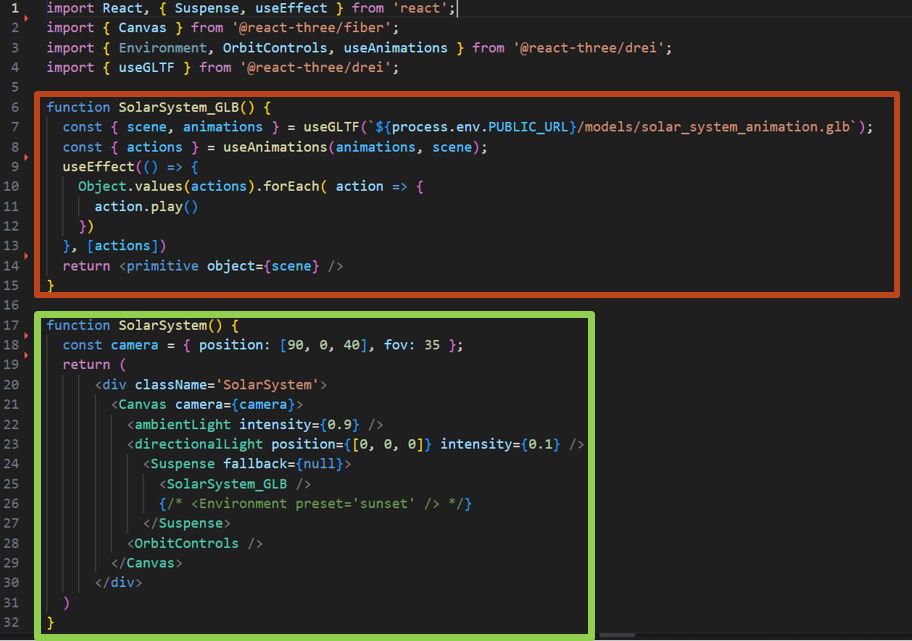 1 import React, { Suspense, useEffect } from 'react';
2 import { Canvas } from '@react-three/fiber';
3 import { Environment, OrbitControls, useAnimations } from '@react-three/drei';
4 import { useGLTF } from '@react-three/drei';
5
6 function SolarSystem_GLB() {
7   const { scene, animations } = useGLTF(`${process.env.PUBLIC_URL}/models/solar_system_animation.glb`);
8   const { actions } = useAnimations(animations, scene);
9   useEffect(() => {
10     Object.values(actions).forEach( action => {
11       action.play()
12     })
13   }, [actions])
14   return <primitive object={scene} />
15 }
16
17 function SolarSystem() {
18   const camera = { position: [90, 0, 40], fov: 35 };
19   return (
20       <div className='SolarSystem'>
21         <Canvas camera={camera}>
22           <ambientLight intensity={0.9} />
23           <directionalLight position={[0, 0, 0]} intensity={0.1} />
24             <Suspense fallback={null}>
25               <SolarSystem_GLB />
26               {/* <Environment preset='sunset' /> */}
27             </Suspense>
28           <OrbitControls />
29         </Canvas>
30       </div>
31   )
32 }